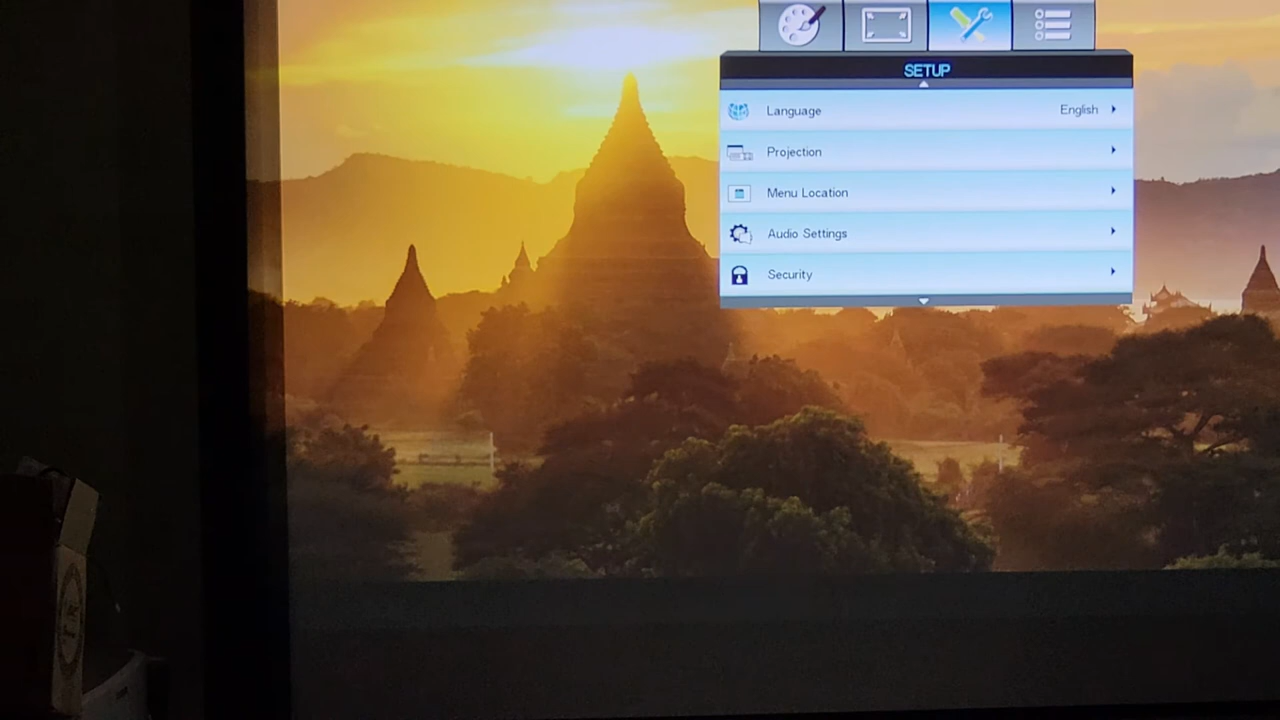 SETUP
Language English
Projection
Menu Location
Audio Settings
Security